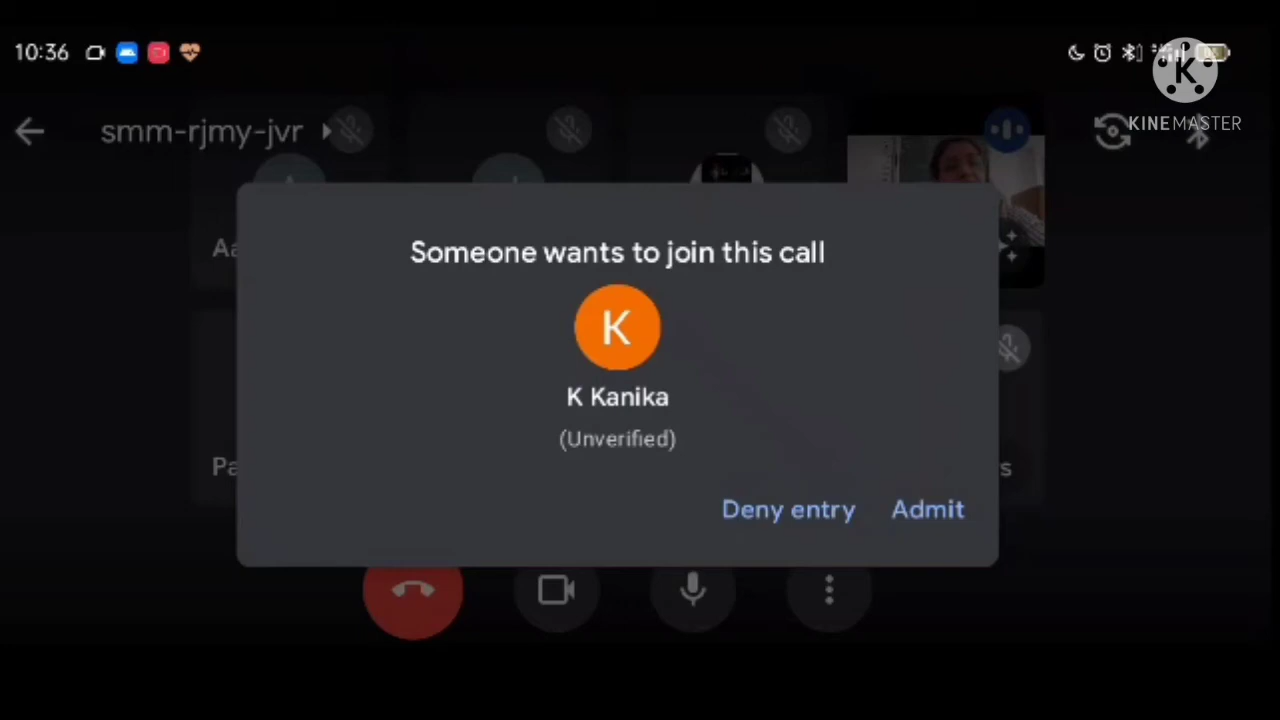 10:36
KINEMASTER
smm-rjmy-jvr
Someone wants to join this call
K
K Kanika
(Unverified)
Deny entry Admit